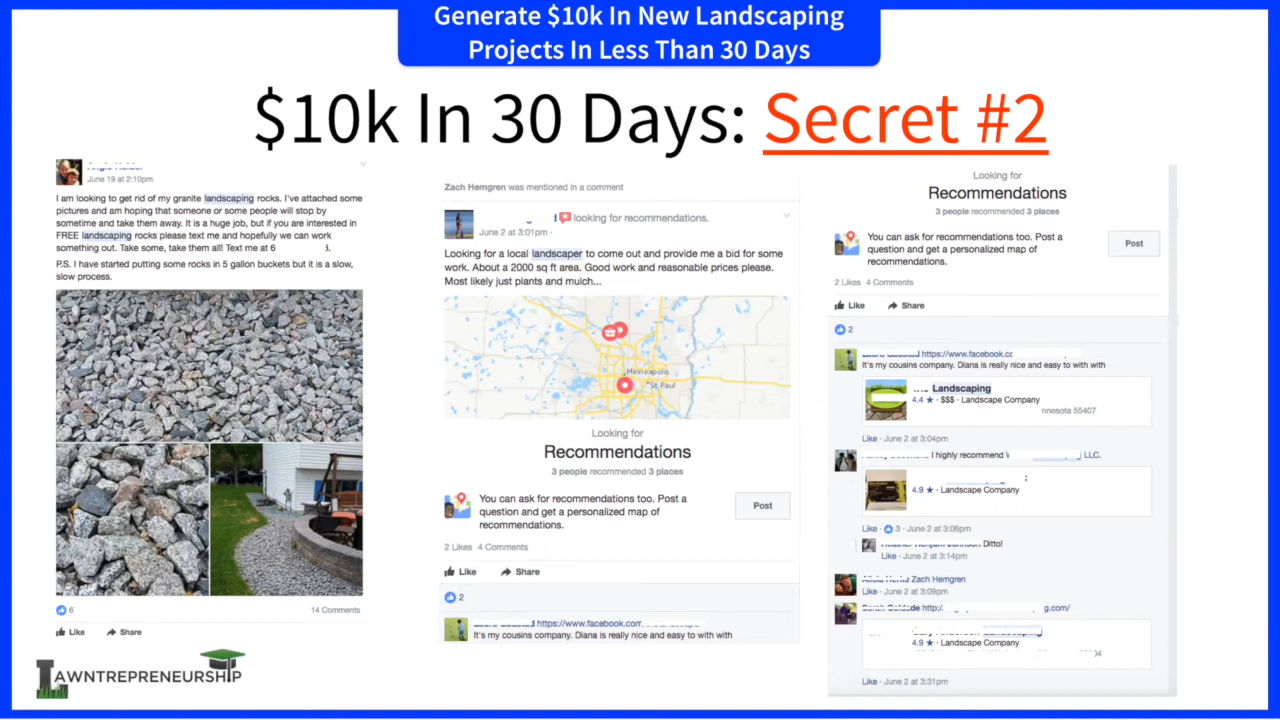 Generate $10k In New Landscaping
Projects In Less Than 30 Days
$10k In 30 Days: Secret #2
June 19 at 2:10pm
I am looking to get rid of my granite landscaping rocks. I've attached some
pictures and am hoping that someone or some people will stop by
sometime and take them away. It is a huge job, but if you are interested in
FREE landscaping rocks please text me and hopefully we can work
something out. Take some, take them all! Text me at 6
P.S. I have started putting some rocks in 5 gallon buckets but it is a slow,
slow process.
6
14 Comments
Like Share
LAWNTREPRENEURSHIP
Zach Hemgren was mentioned in a comment
looking for recommendations.
June 2 at 3:01pm ·
Looking for a local landscaper to come out and provide me a bid for some
work. About a 2000 sq ft area. Good work and reasonable prices please.
Most likely just plants and mulch...
Minneapolis
St. Paul
Looking for
Recommendations
3 people recommended 3 places
You can ask for recommendations too. Post a
question and get a personalized map of
recommendations.
Post
2 Likes 4 Comments
Like Share
2
https://www.facebook.com
It's my cousins company. Diana is really nice and easy to with with
Looking for
Recommendations
3 people recommended 3 places
You can ask for recommendations too. Post a
question and get a personalized map of
recommendations.
Post
2 Likes 4 Comments
Like Share
2
https://www.facebook.cc
It's my cousins company. Diana is really nice and easy to with with
Landscaping
4.4 ★ · $$$ · Landscape Company
nnesota 55407
Like · June 2 at 3:04pm
I highly recommend LLC.
4.9 ★ · Landscape Company
Like · 3 · June 2 at 3:06pm
Ditto!
Like · June 2 at 3:14pm
Zach Hemgren
Like · June 2 at 3:09pm
http:/ g.com/
Landscaping
4.9 ★ · Landscape Company
Like · June 2 at 3:31pm